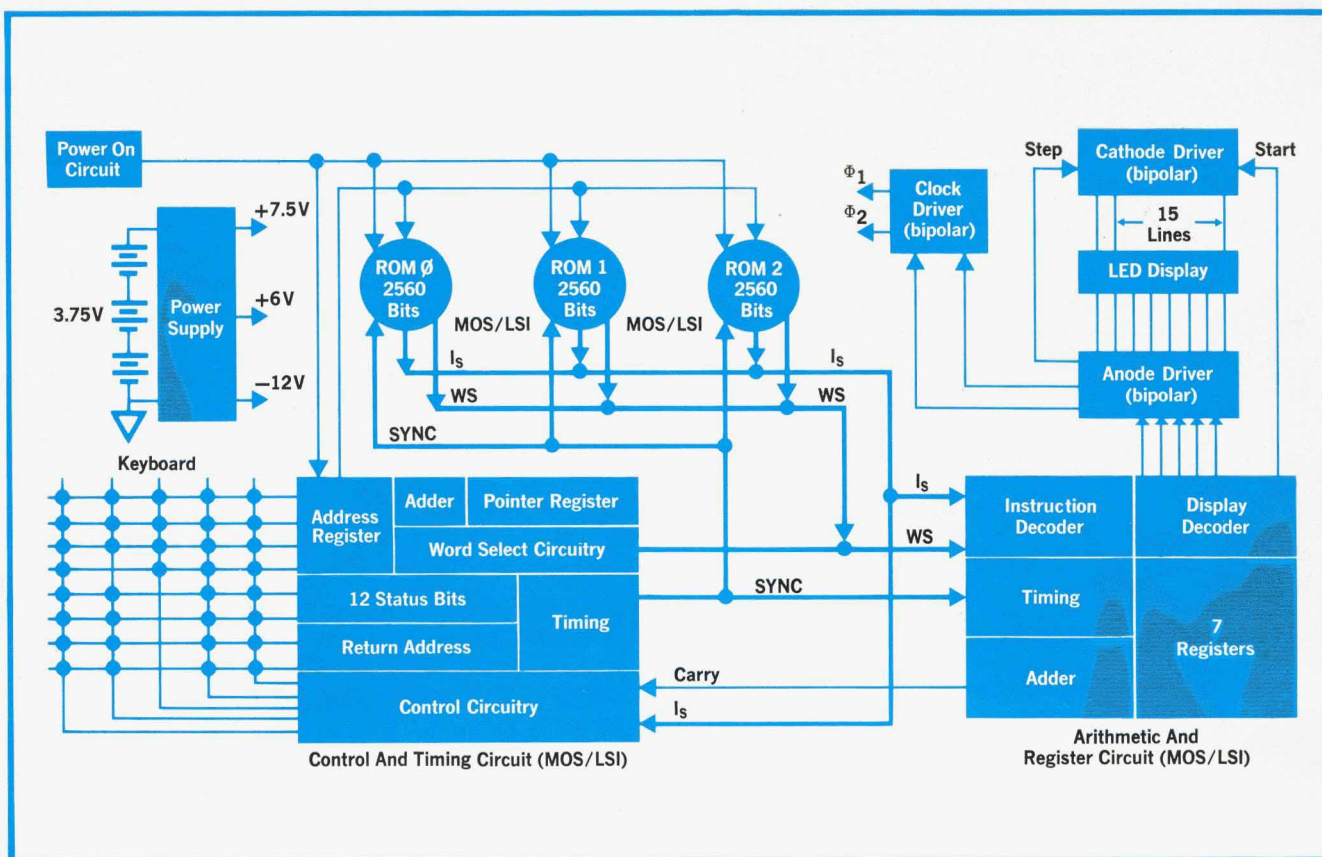 Power On
Circuit
3.75V
Power
Supply
+7.5V
+6V
−12V
ROM Ø
2560
Bits
ROM 1
2560
Bits
ROM 2
2560
Bits
MOS/LSI
MOS/LSI
IS
IS
WS
WS
SYNC
Φ1
Φ2
Clock
Driver
(bipolar)
Step
Cathode Driver
(bipolar)
Start
15
Lines
LED Display
Anode Driver
(bipolar)
Keyboard
Address
Register
Adder
Pointer Register
Word Select Circuitry
12 Status Bits
Return Address
Timing
Control Circuitry
Control And Timing Circuit (MOS/LSI)
IS
WS
SYNC
Carry
IS
Instruction
Decoder
Display
Decoder
Timing
Adder
7
Registers
Arithmetic And
Register Circuit (MOS/LSI)